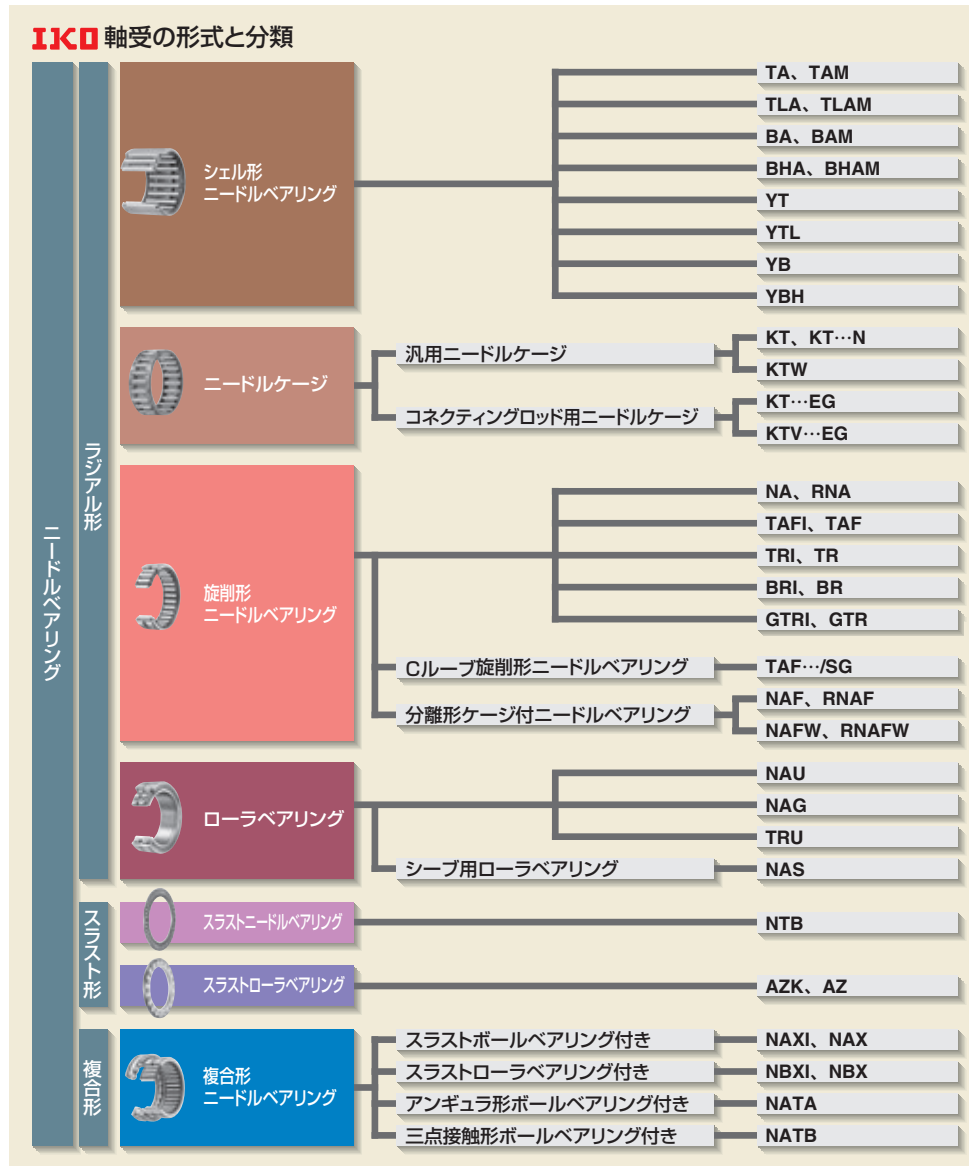 IKO 軸受の形式と分類
ニードルベアリング
ラジアル形
シェル形
ニードルベアリング
TA、TAM
TLA、TLAM
BA、BAM
BHA、BHAM
YT
YTL
YB
YBH
ニードルケージ
汎用ニードルケージ
KT、KT…N
KTW
コネクティングロッド用ニードルケージ
KT…EG
KTV…EG
旋削形
ニードルベアリング
NA、RNA
TAFI、TAF
TRI、TR
BRI、BR
GTRI、GTR
Cルーブ旋削形ニードルベアリング
TAF…/SG
分離形ケージ付ニードルベアリング
NAF、RNAF
NAFW、RNAFW
ローラベアリング
NAU
NAG
TRU
シーブ用ローラベアリング
NAS
スラスト形
スラストニードルベアリング
NTB
スラストローラベアリング
AZK、AZ
複合形
複合形
ニードルベアリング
スラストボールベアリング付き
NAXI、NAX
スラストローラベアリング付き
NBXI、NBX
アンギュラ形ボールベアリング付き
NATA
三点接触形ボールベアリング付き
NATB